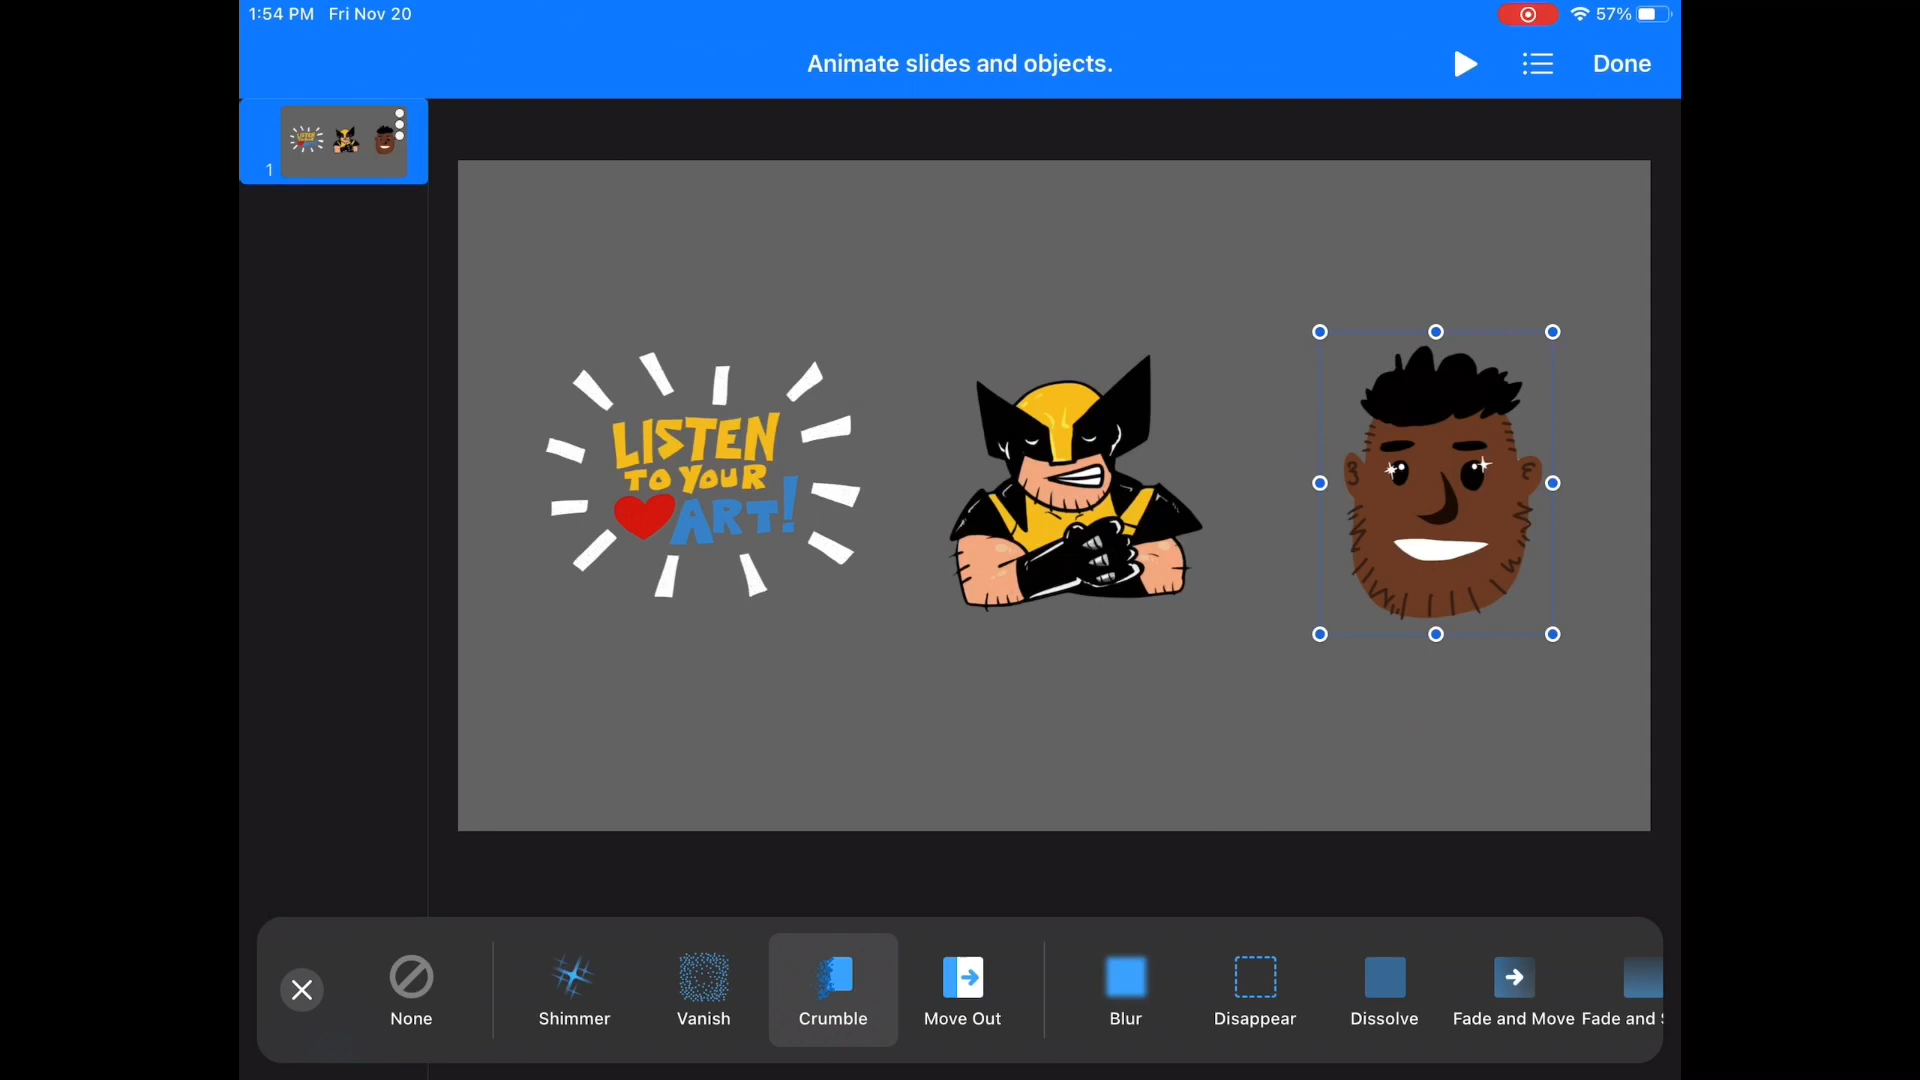 1:54 PM Fri Nov 20
57%
Animate slides and objects.
Done
1
LISTEN
TO YOUR
ART!
None
Shimmer
Vanish
Crumble
Move Out
Blur
Disappear
Dissolve
Fade and Move
Fade and